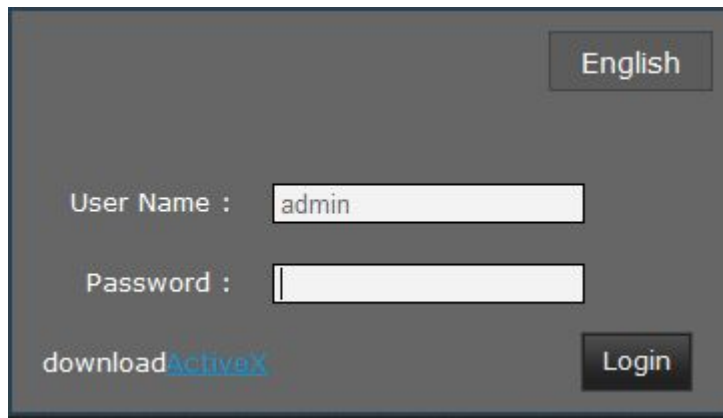 English
User Name : admin
Password :
downloadActiveX
Login